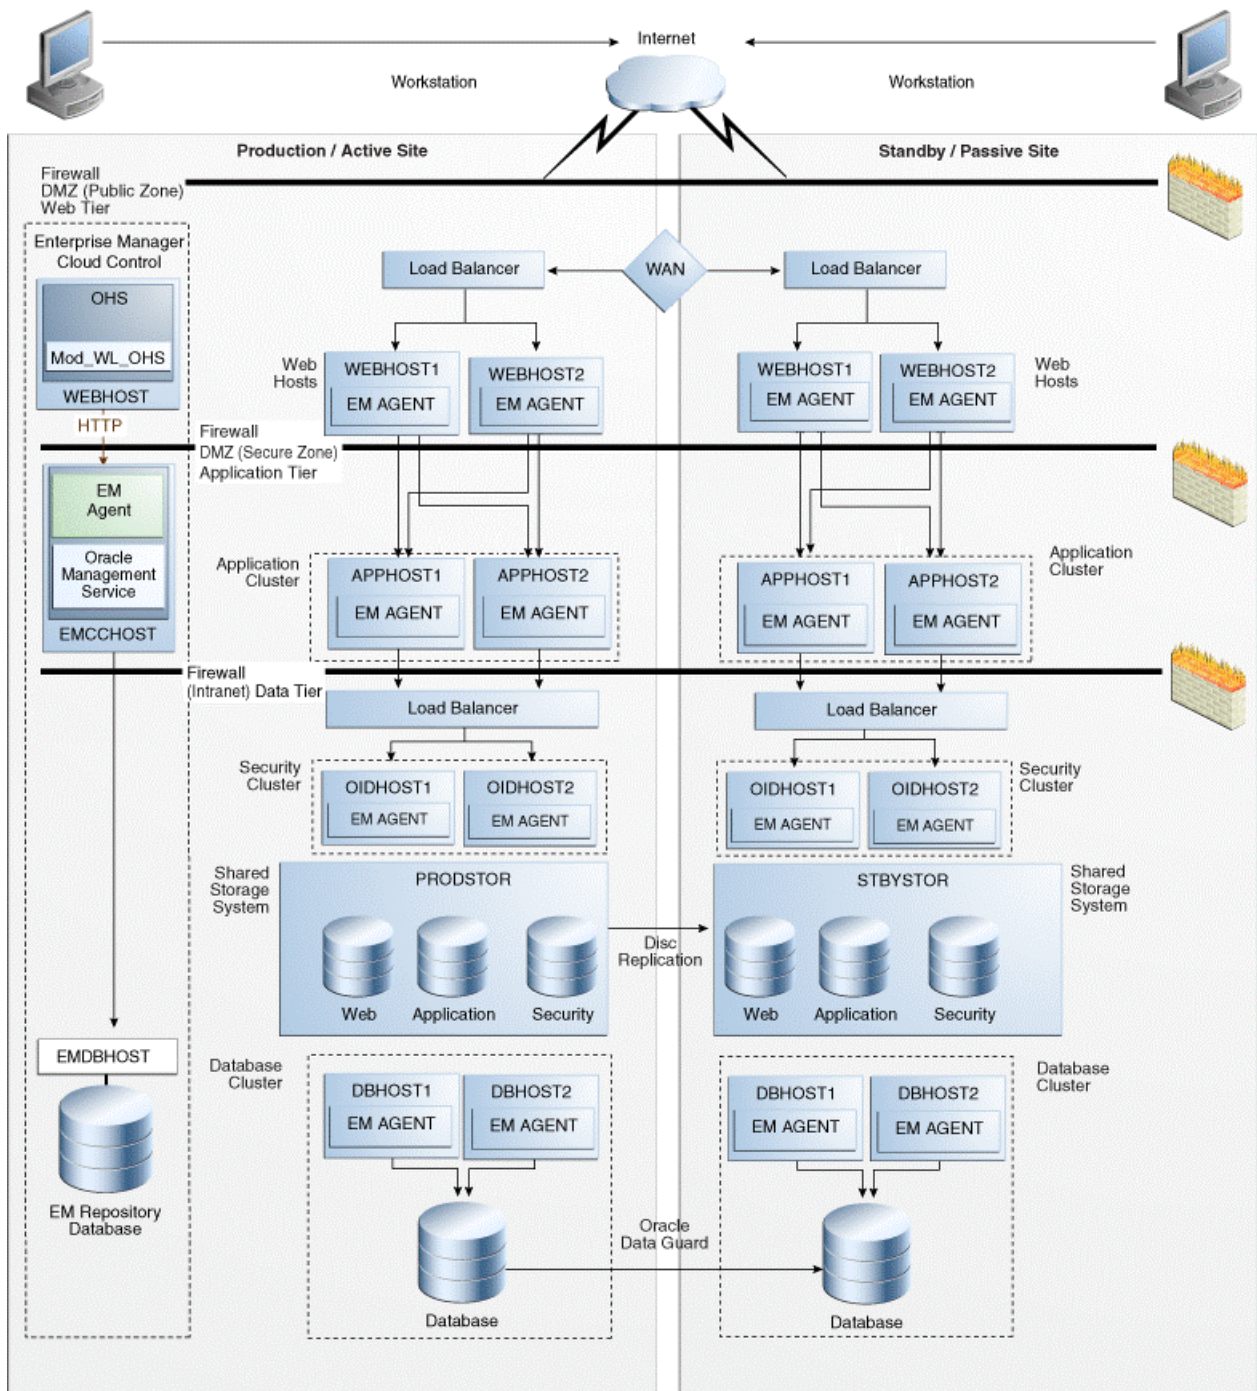 Internet
Workstation
Workstation
Production / Active Site
Standby / Passive Site
Firewall
DMZ (Public Zone)
Web Tier
Enterprise Manager
Cloud Control
OHS
Mod_WL_OHS
WEBHOST
HTTP
Load Balancer
WAN
Load Balancer
Web
Hosts
WEBHOST1
EM AGENT
WEBHOST2
EM AGENT
WEBHOST1
EM AGENT
WEBHOST2
EM AGENT
Web
Hosts
Firewall
DMZ (Secure Zone)
Application Tier
EM
Agent
Oracle
Management
Service
EMCCHOST
Application
Cluster
APPHOST1
EM AGENT
APPHOST2
EM AGENT
APPHOST1
EM AGENT
APPHOST2
EM AGENT
Application
Cluster
Firewall
(Intranet) Data Tier
Load Balancer
Load Balancer
Security
Cluster
OIDHOST1
EM AGENT
OIDHOST2
EM AGENT
OIDHOST1
EM AGENT
OIDHOST2
EM AGENT
Security
Cluster
Shared
Storage
System
PRODSTOR
Web
Application
Security
Disc
Replication
STBYSTOR
Web
Application
Security
Shared
Storage
System
EMDBHOST
EM Repository
Database
Database
Cluster
DBHOST1
EM AGENT
DBHOST2
EM AGENT
Database
Oracle
Data Guard
DBHOST1
EM AGENT
DBHOST2
EM AGENT
Database
Database
Cluster